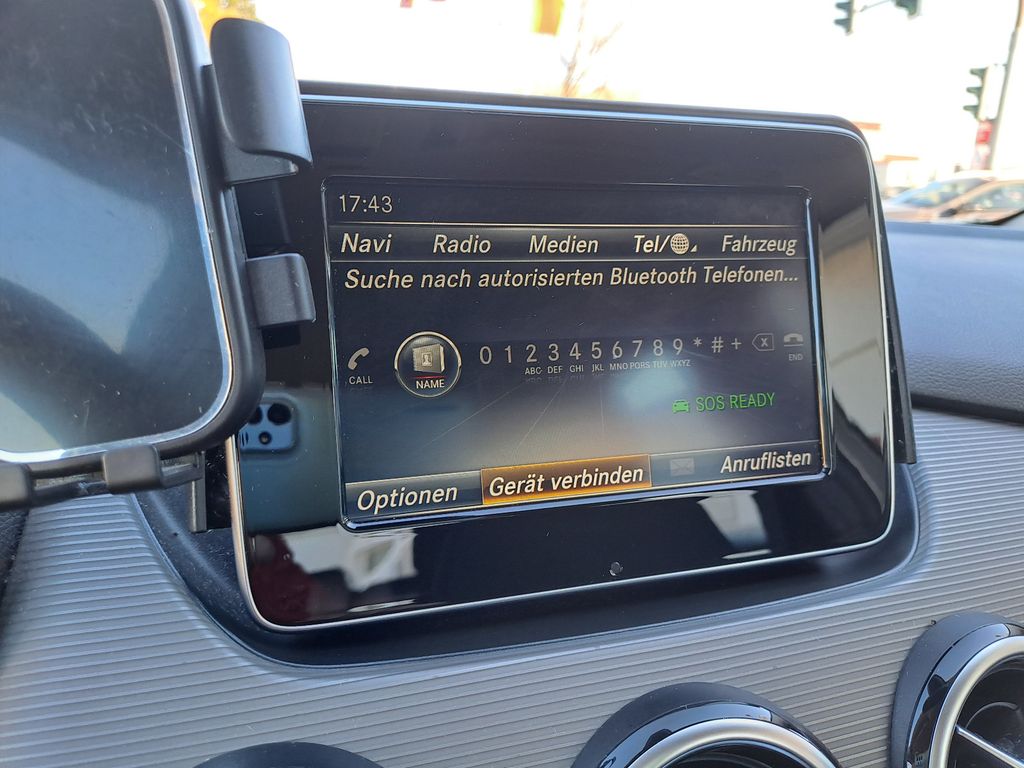 17:43
Navi Radio Medien Tel/ Fahrzeug
Suche nach autorisierten Bluetooth Telefonen...
CALL NAME 0 1 2 3 4 5 6 7 8 9 * # + X END
ABC DEF GHI JKL MNO PQRS TUV WXYZ
SOS READY
Optionen Gerät verbinden Anruflisten